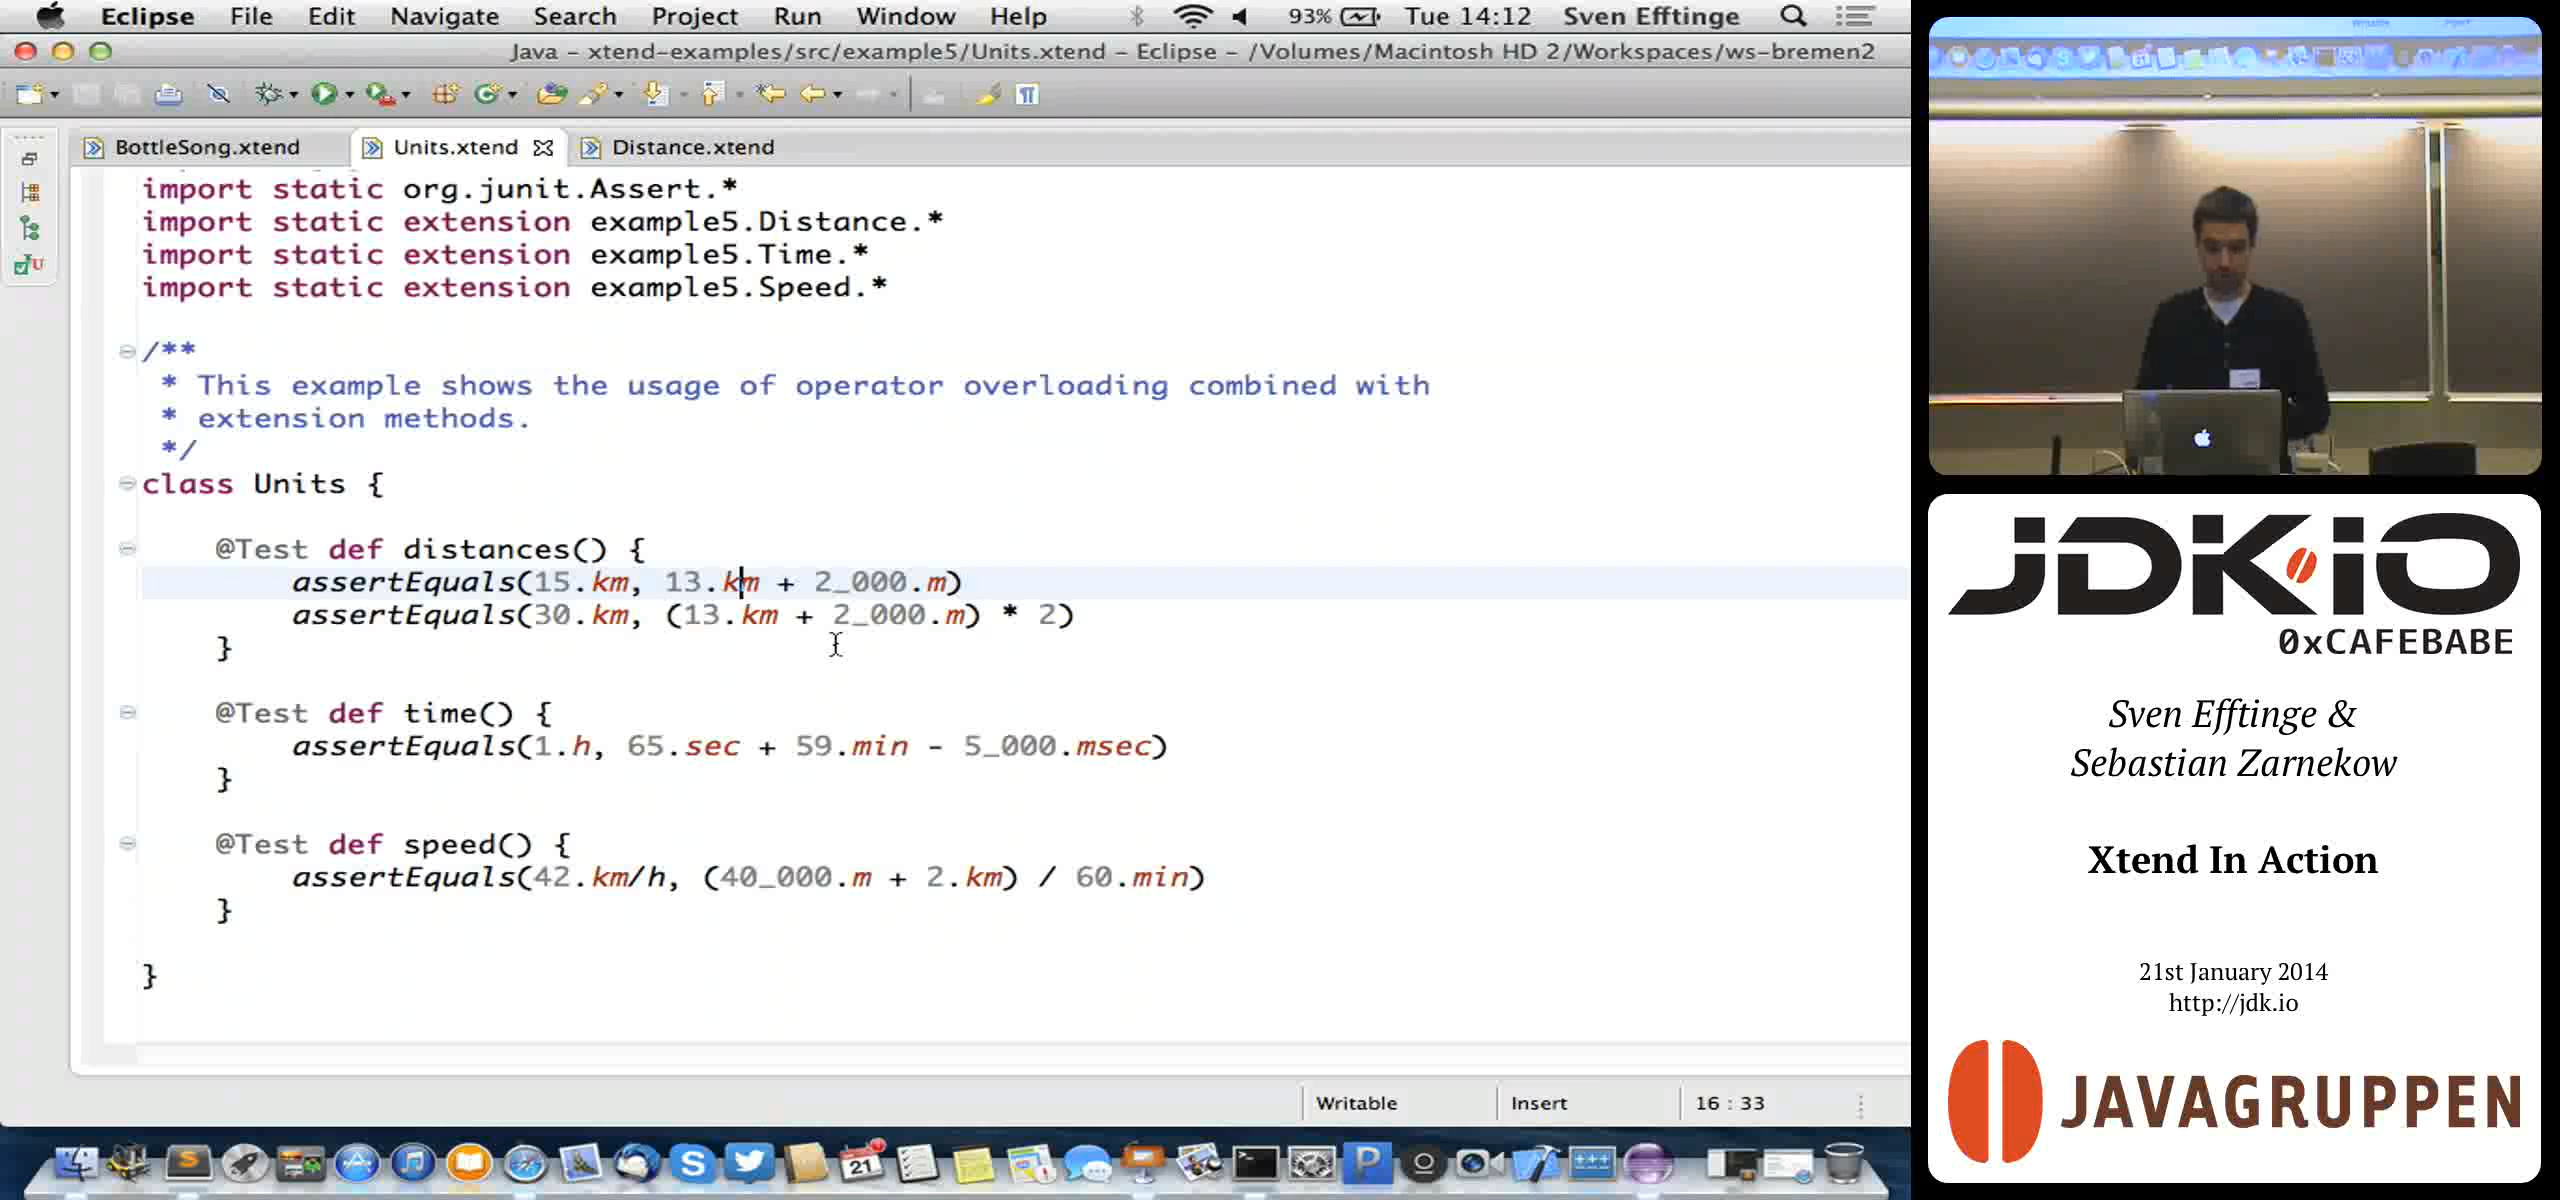 Eclipse File Edit Navigate Search Project Run Window Help 93% Tue 14:12 Sven Efftinge
Java – xtend-examples/src/example5/Units.xtend – Eclipse – /Volumes/Macintosh HD 2/Workspaces/ws-bremen2
BottleSong.xtend Units.xtend Distance.xtend
import static org.junit.Assert.*
import static extension example5.Distance.*
import static extension example5.Time.*
import static extension example5.Speed.*
/**
* This example shows the usage of operator overloading combined with
* extension methods.
*/
class Units {
@Test def distances() {
assertEquals(15.km, 13.km + 2_000.m)
assertEquals(30.km, (13.km + 2_000.m) * 2)
}
@Test def time() {
assertEquals(1.h, 65.sec + 59.min - 5_000.msec)
}
@Test def speed() {
assertEquals(42.km/h, (40_000.m + 2.km) / 60.min)
}
}
Writable Insert 16 : 33
21
JDK.IO
0xCAFEBABE
Sven Efftinge &
Sebastian Zarnekow
Xtend In Action
21st January 2014
http://jdk.io
JAVAGRUPPEN